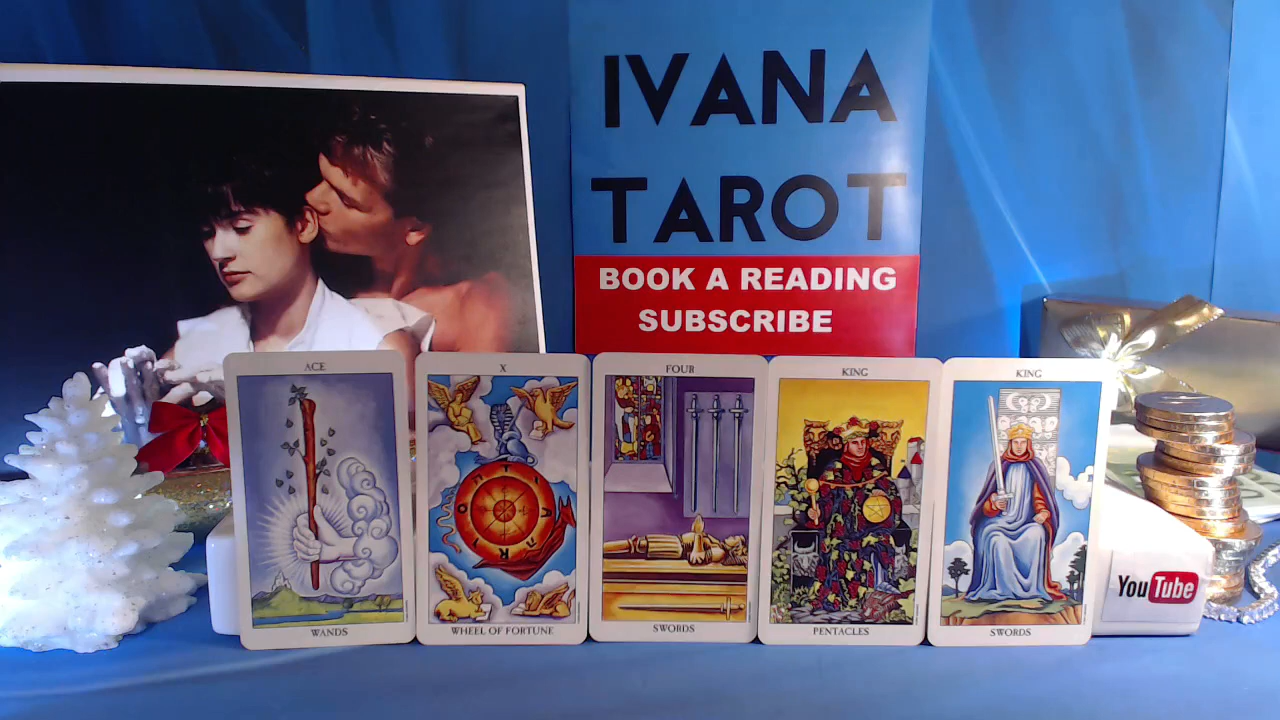 IVANA
TAROT
BOOK A READING
SUBSCRIBE
ACE
WANDS
X
WHEEL OF FORTUNE
FOUR
SWORDS
KING
PENTACLES
KING
SWORDS
YouTube